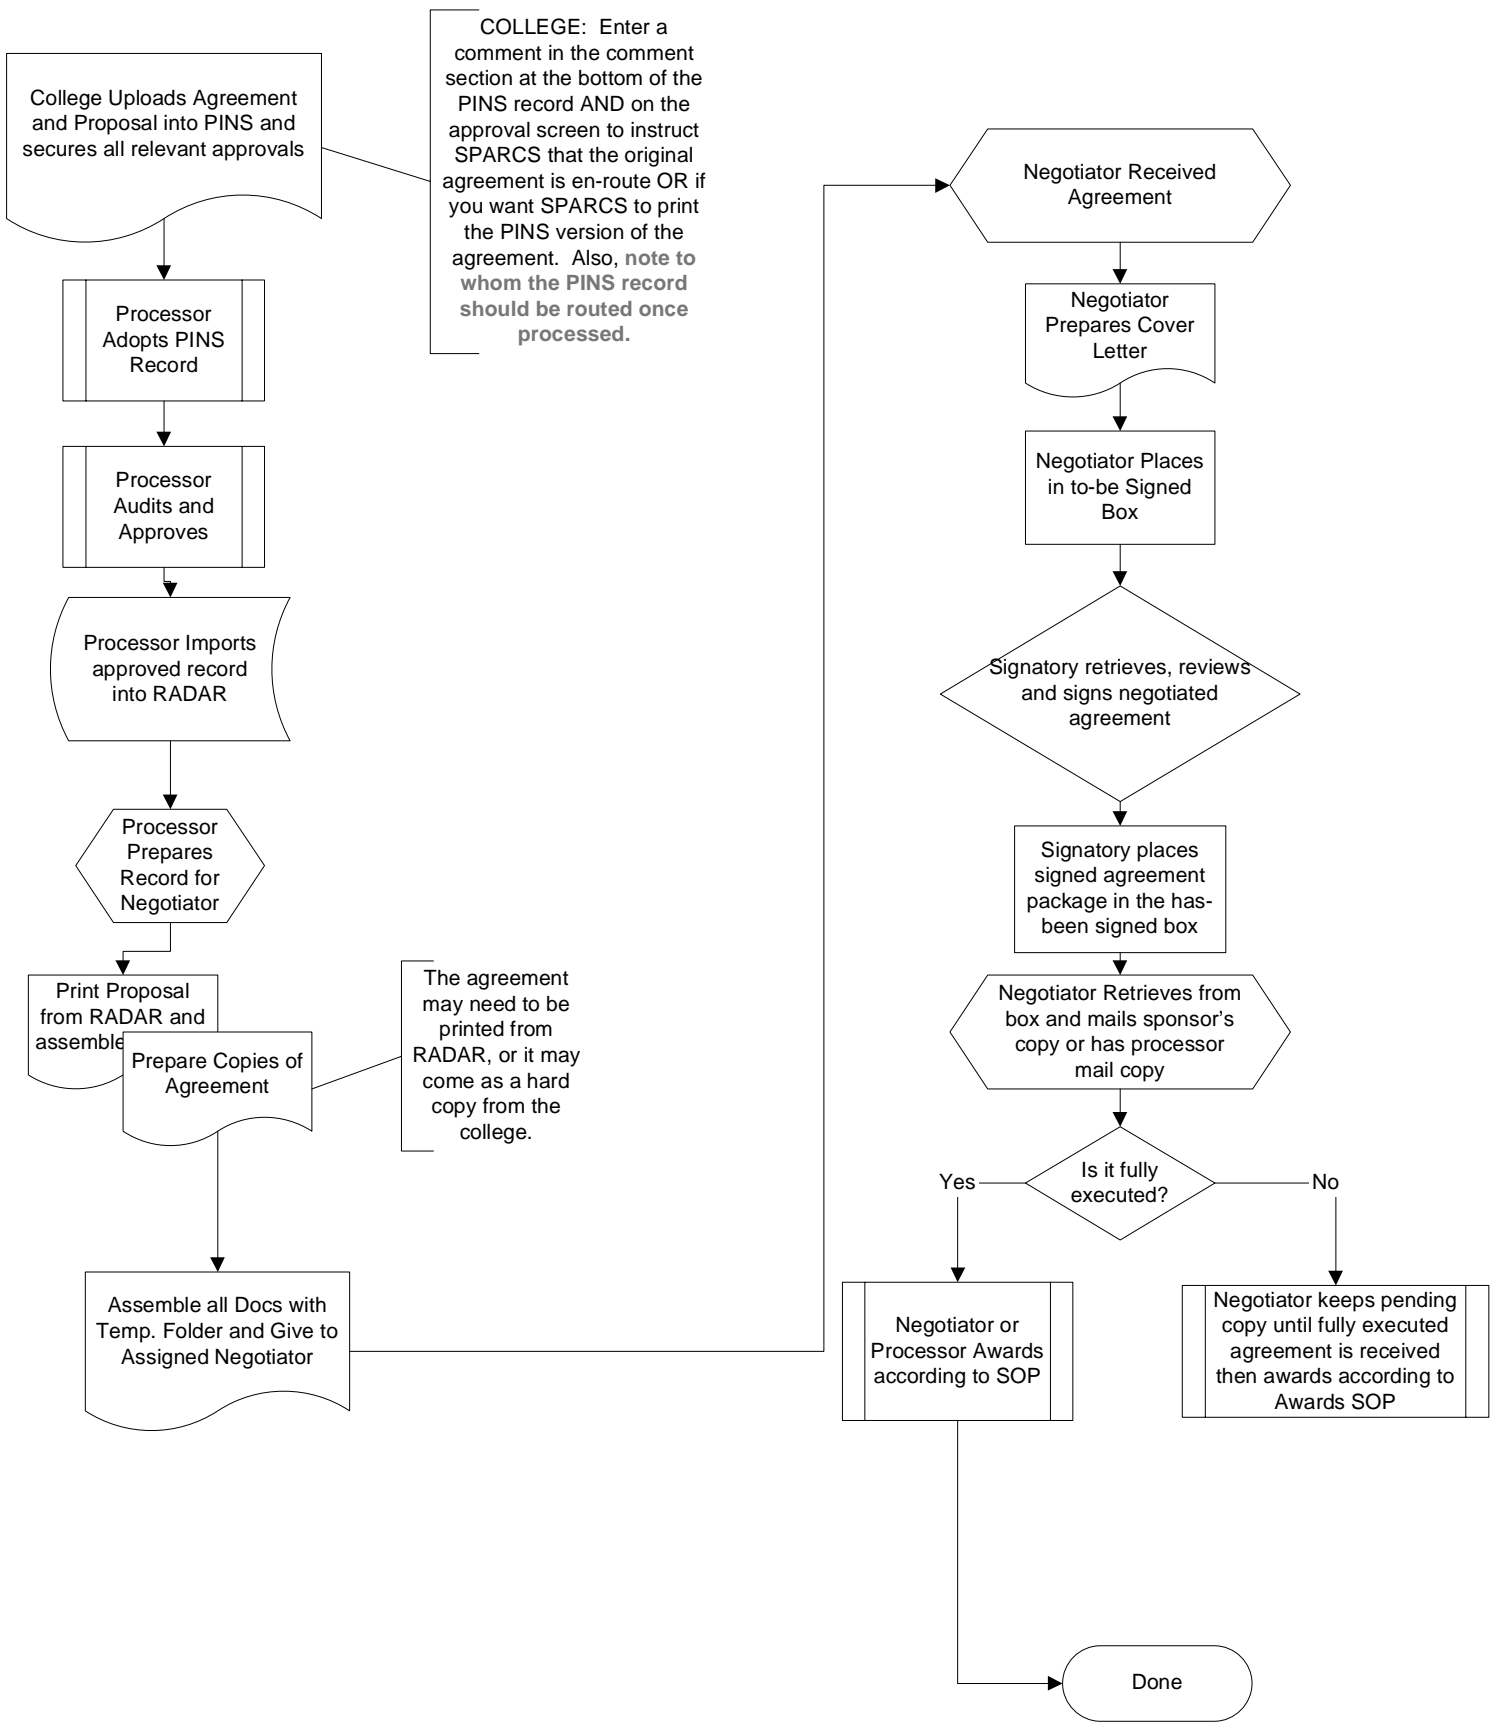 College Uploads Agreement
and Proposal into PINS and
secures all relevant approvals
COLLEGE:  Enter a
comment in the comment
section at the bottom of the
PINS record AND on the
approval screen to instruct
SPARCS that the original
agreement is en-route OR if
you want SPARCS to print
the PINS version of the
agreement.  Also, note to
whom the PINS record
should be routed once
processed.
Processor
Adopts PINS
Record
Processor
Audits and
Approves
Processor Imports
approved record
into RADAR
Processor
Prepares
Record for
Negotiator
Print Proposal
from RADAR and
assemble
Prepare Copies of
Agreement
The agreement
may need to be
printed from
RADAR, or it may
come as a hard
copy from the
college.
Assemble all Docs with
Temp. Folder and Give to
Assigned Negotiator
Negotiator Received
Agreement
Negotiator
Prepares Cover
Letter
Negotiator Places
in to-be Signed
Box
Signatory retrieves, reviews
and signs negotiated
agreement
Signatory places
signed agreement
package in the has-
been signed box
Negotiator Retrieves from
box and mails sponsor's
copy or has processor
mail copy
Is it fully
executed?
Yes
No
Negotiator or
Processor Awards
according to SOP
Negotiator keeps pending
copy until fully executed
agreement is received
then awards according to
Awards SOP
Done